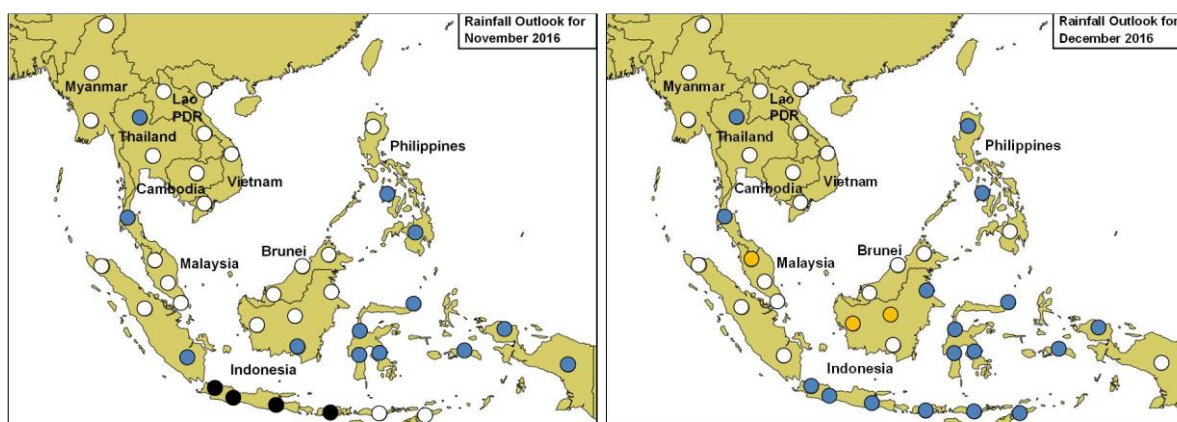 Rainfall Outlook for
November 2016
Myanmar
Lao
PDR
Thailand
Philippines
Cambodia
Vietnam
Brunei
Malaysia
Indonesia
Rainfall Outlook for
December 2016
Myanmar
Lao
PDR
Thailand
Philippines
Cambodia
Vietnam
Brunei
Malaysia
Indonesia